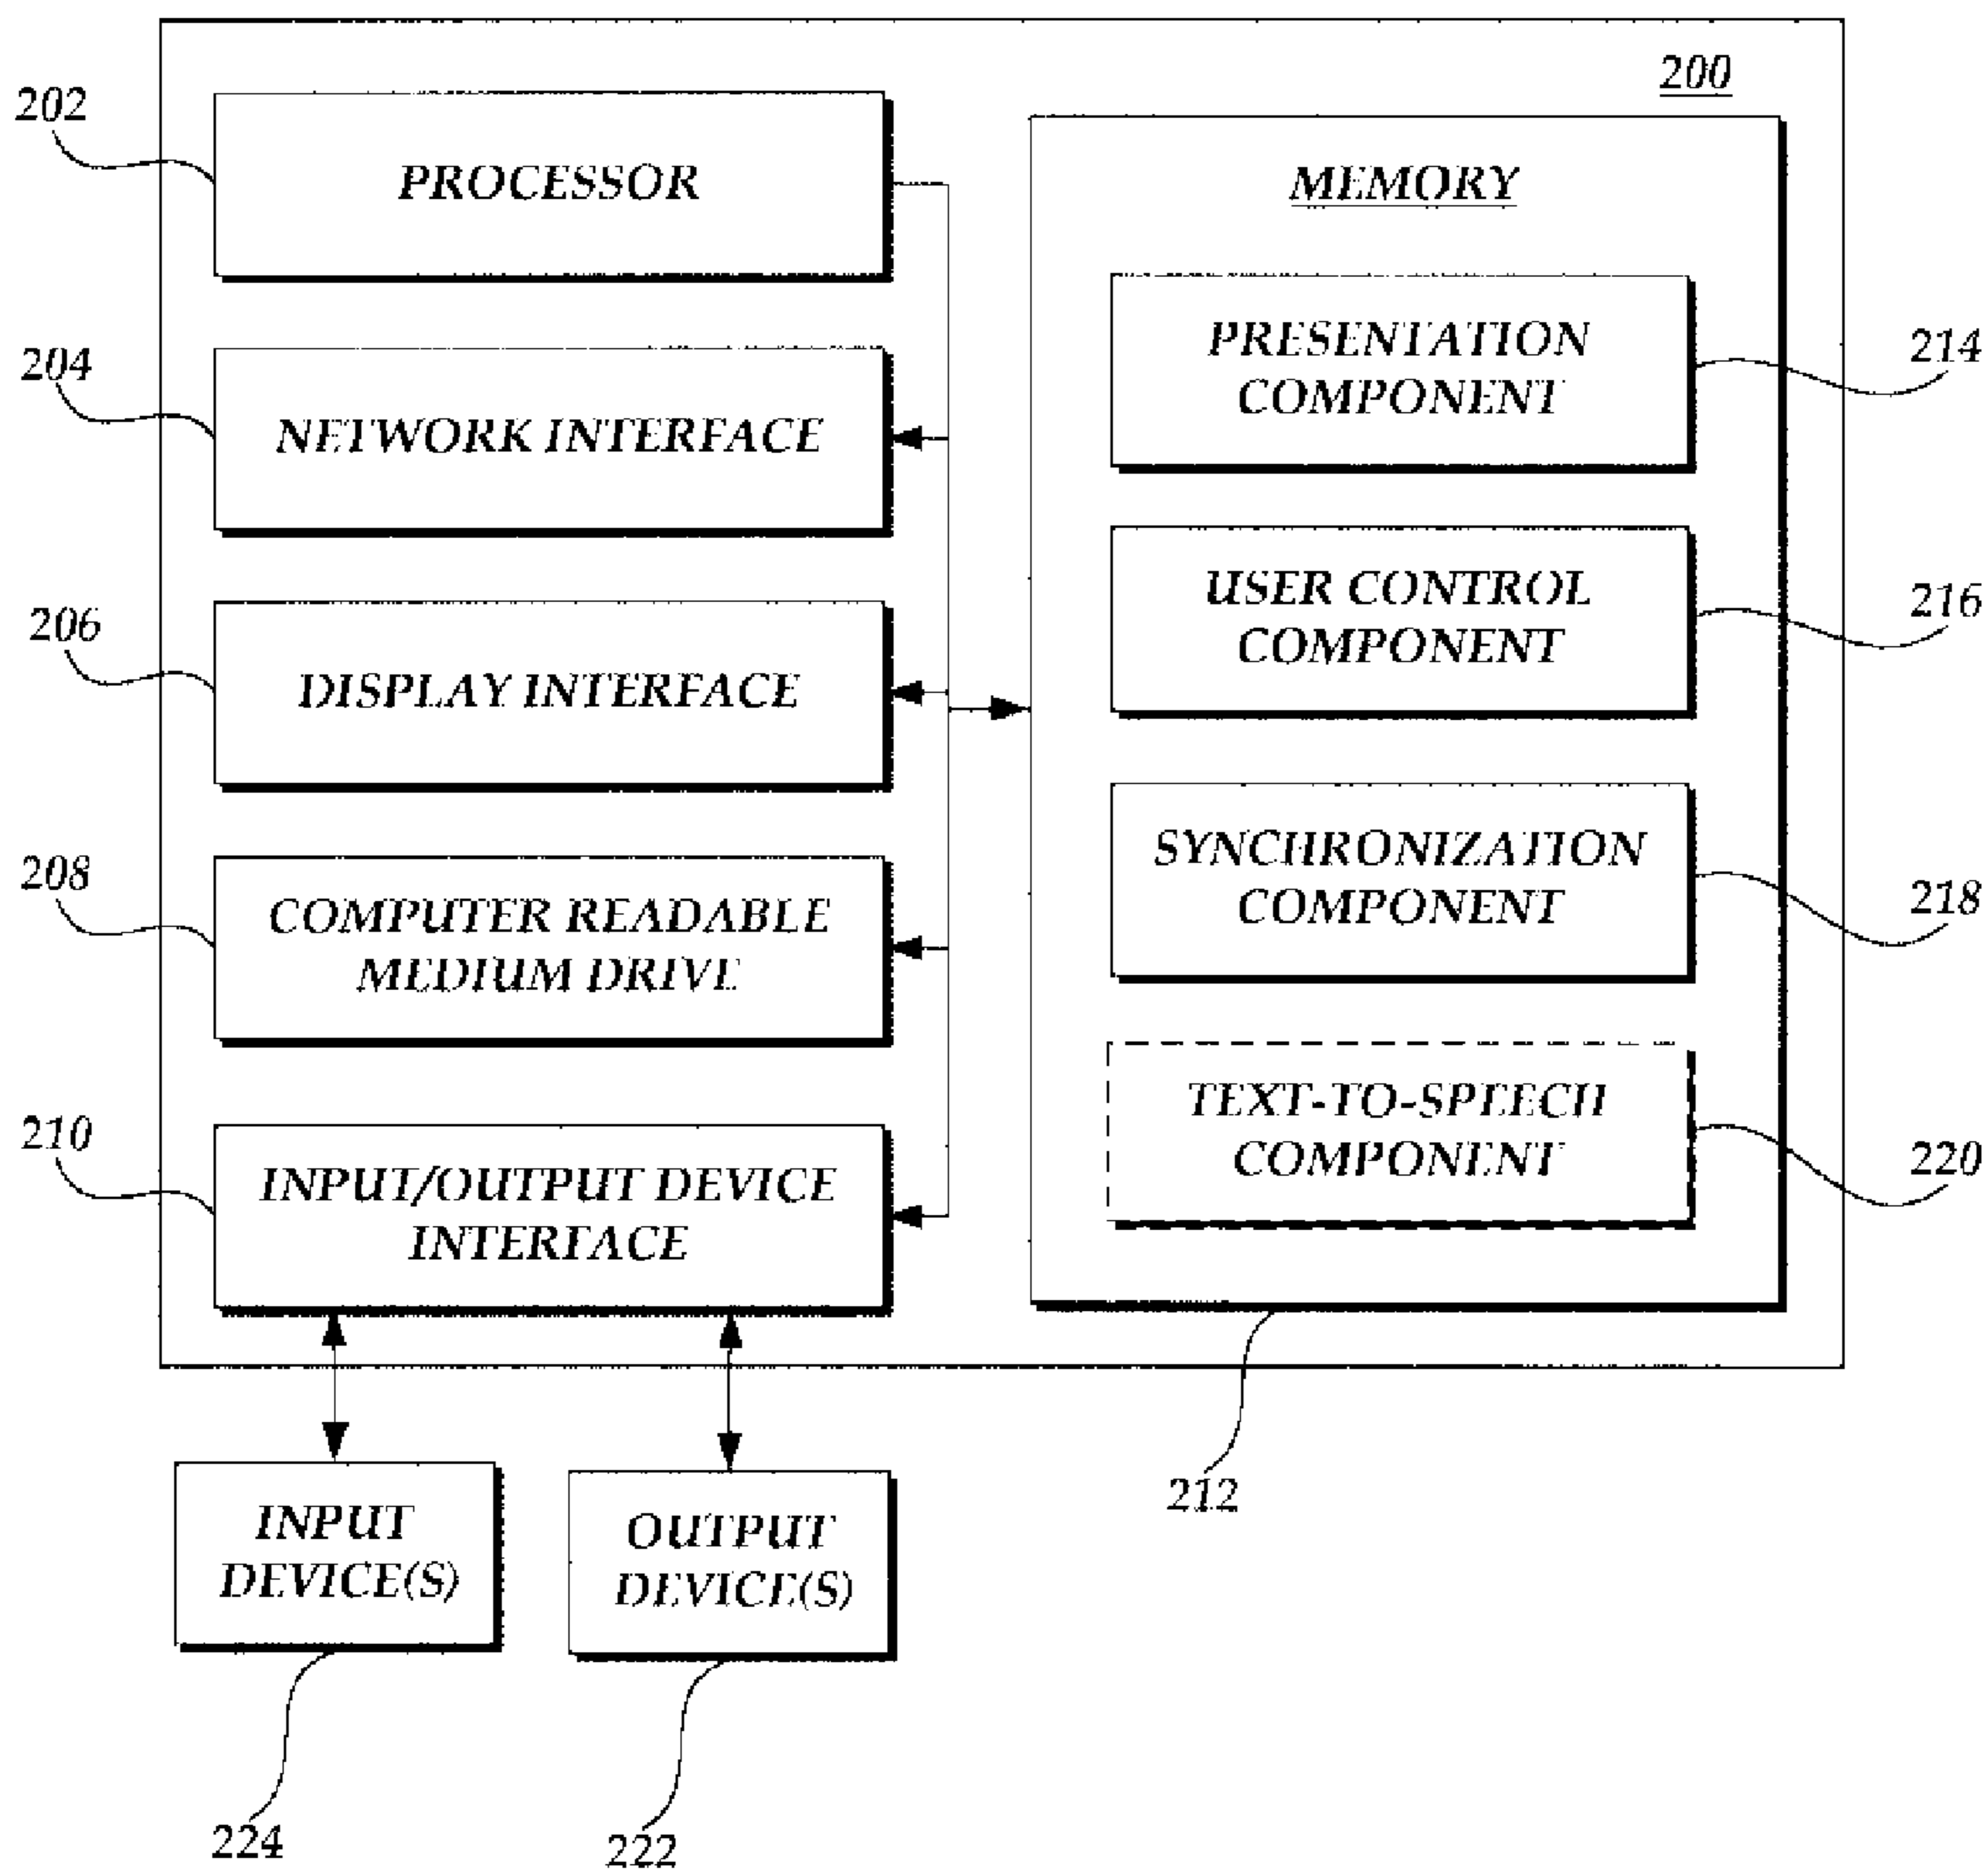 200
202
PROCESSOR
204
NETWORK INTERFACE
206
DISPLAY INTERFACE
208
COMPUTER READABLE
MEDIUM DRIVE
210
INPUT/OUTPUT DEVICE
INTERFACE
MEMORY
PRESENTATION
COMPONENT
214
USER CONTROL
COMPONENT
216
SYNCHRONIZATION
COMPONENT
218
TEXT-TO-SPEECH
COMPONENT
220
212
INPUT
DEVICE(S)
224
OUTPUT
DEVICE(S)
222